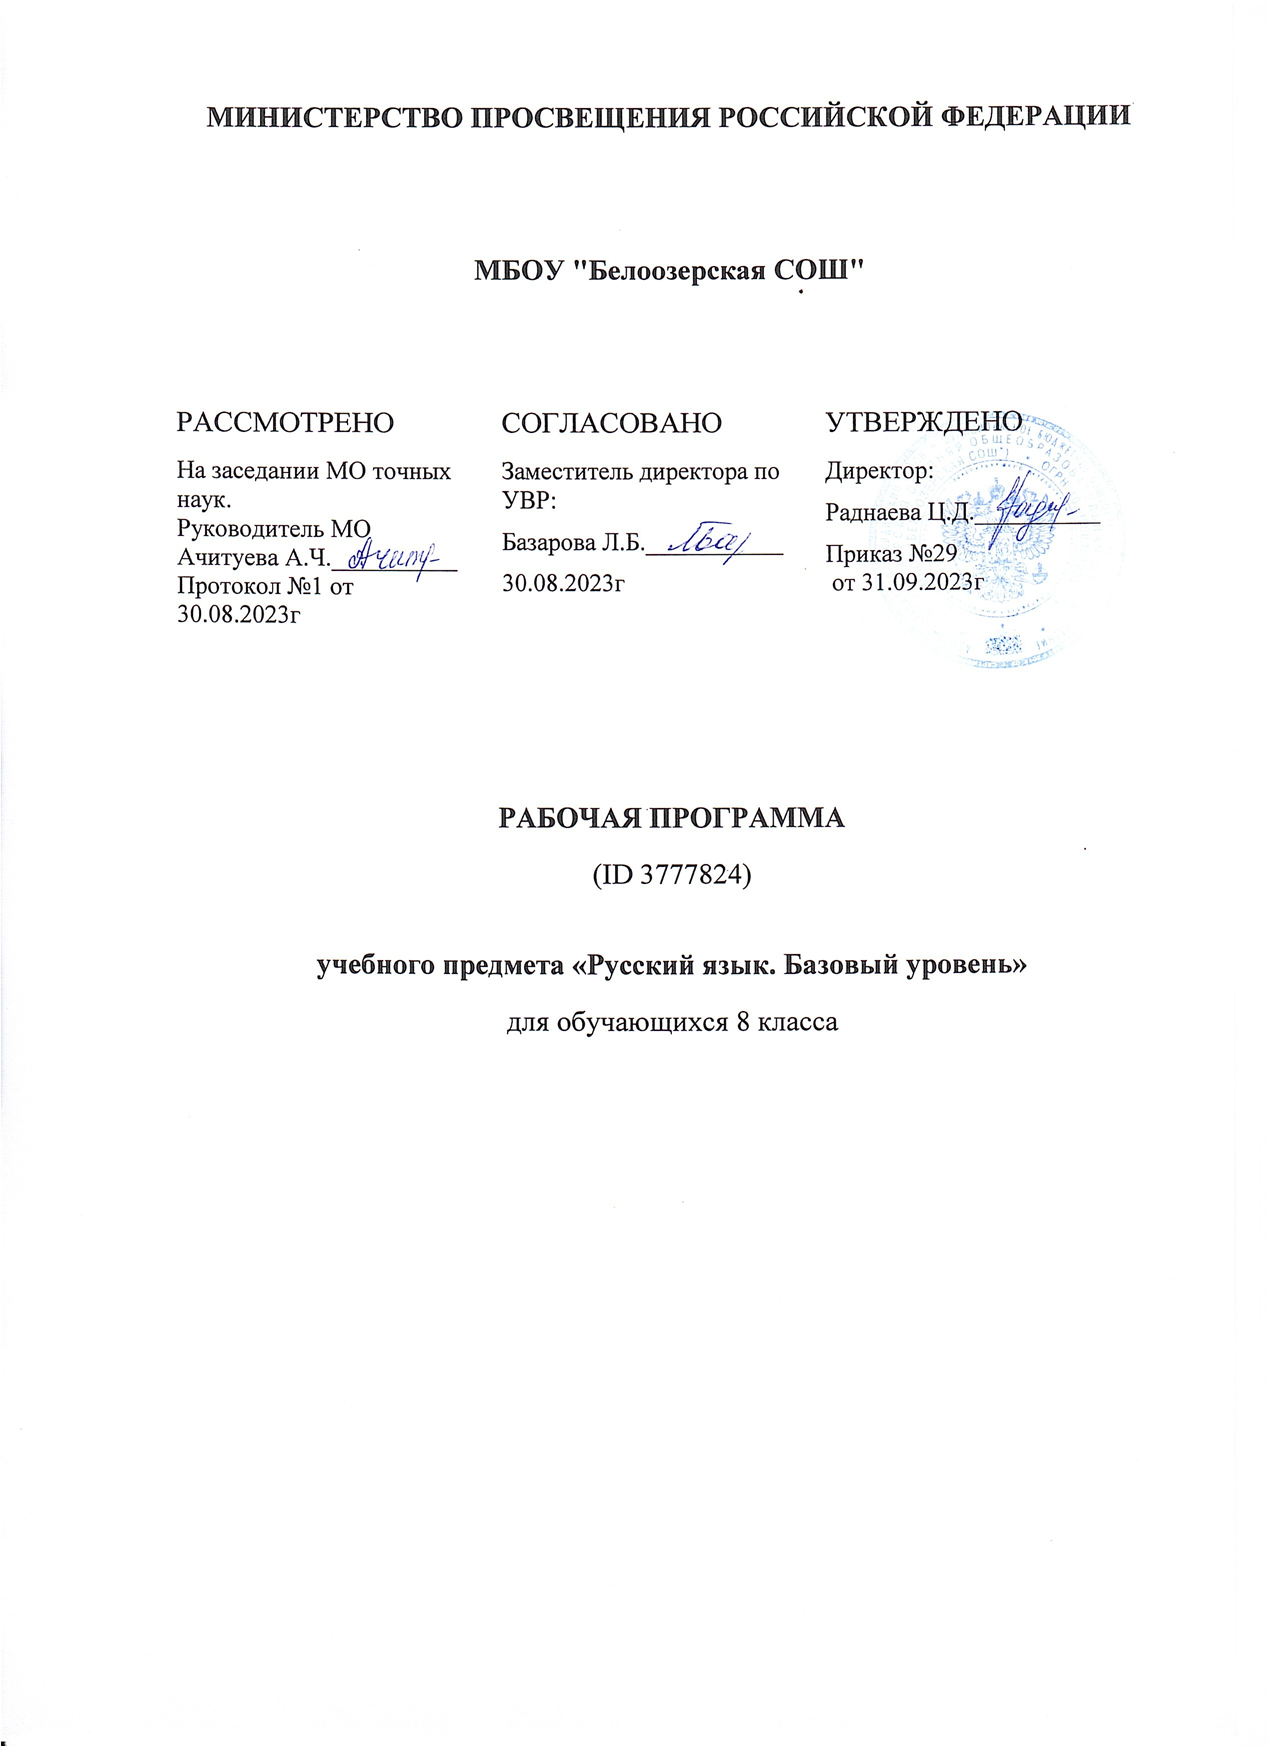 МИНИСТЕРСТВО ПРОСВЕЩЕНИЯ РОССИЙСКОЙ ФЕДЕРАЦИИ
МБОУ "Белоозерская СОШ"
РАССМОТРЕНО
На заседании МО точных
наук.
Руководитель МО
Ачитуева А.Ч.
Протокол №1 от
30.08.2023г
СОГЛАСОВАНО
Заместитель директора по
УВР:
Базарова Л.Б.
30.08.2023г
УТВЕРЖДЕНО
Директор:
Раднаева Ц.Д.
Приказ №29
от 31.09.2023г
РАБОЧАЯ ПРОГРАММА
(ID 3777824)
учебного предмета «Русский язык. Базовый уровень»
для обучающихся 8 класса